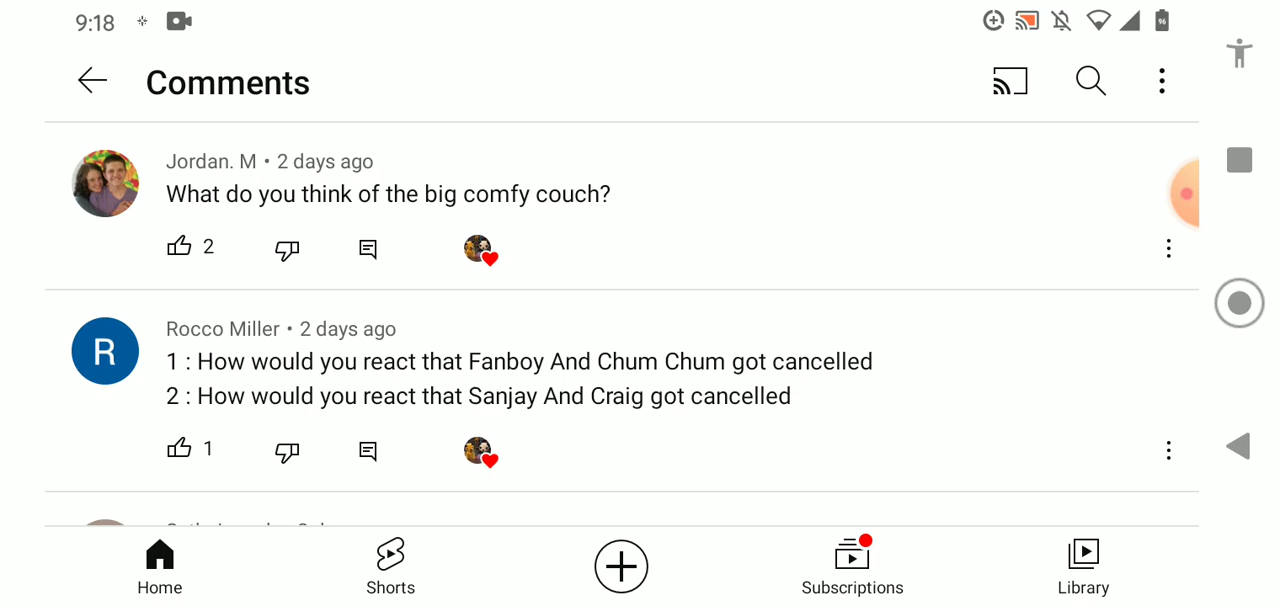 9:18
96
Comments
Jordan. M • 2 days ago
What do you think of the big comfy couch?
2
R
Rocco Miller • 2 days ago
1 : How would you react that Fanboy And Chum Chum got cancelled
2 : How would you react that Sanjay And Craig got cancelled
1
Home
Shorts
Subscriptions
Library